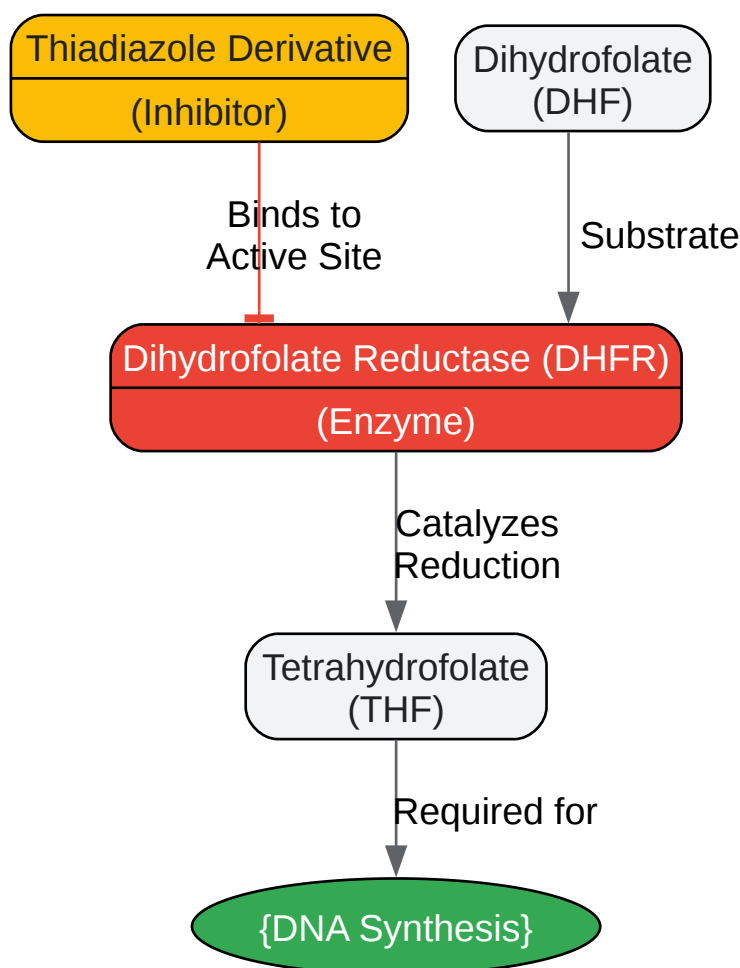 Thiadiazole Derivative
(Inhibitor)
Dihydrofolate
(DHF)
Binds to
Active Site
Substrate
Dihydrofolate Reductase (DHFR)
(Enzyme)
Catalyzes
Reduction
Tetrahydrofolate
(THF)
Required for
{DNA Synthesis}